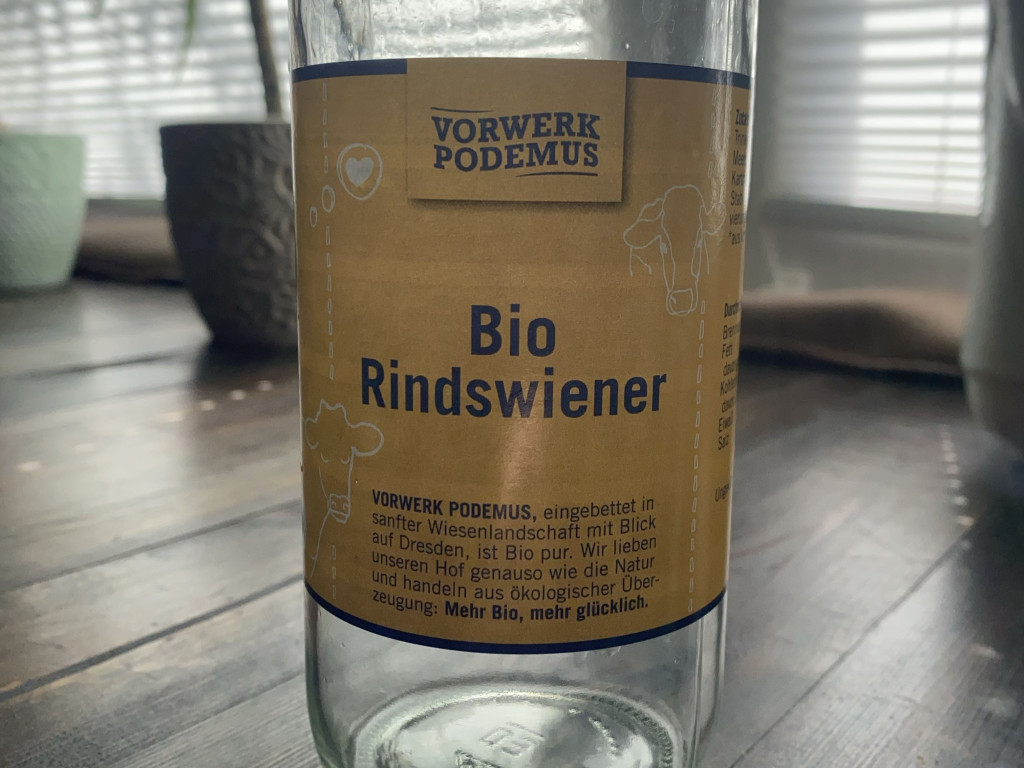 VORWERK
PODEMUS
Bio
Rindswiener
VORWERK PODEMUS, eingebettet in
sanfter Wiesenlandschaft mit Blick
auf Dresden, ist Bio pur. Wir lieben
unseren Hof genauso wie die Natur
und handeln aus ökologischer Über-
zeugung: Mehr Bio, mehr glücklich.
Fett